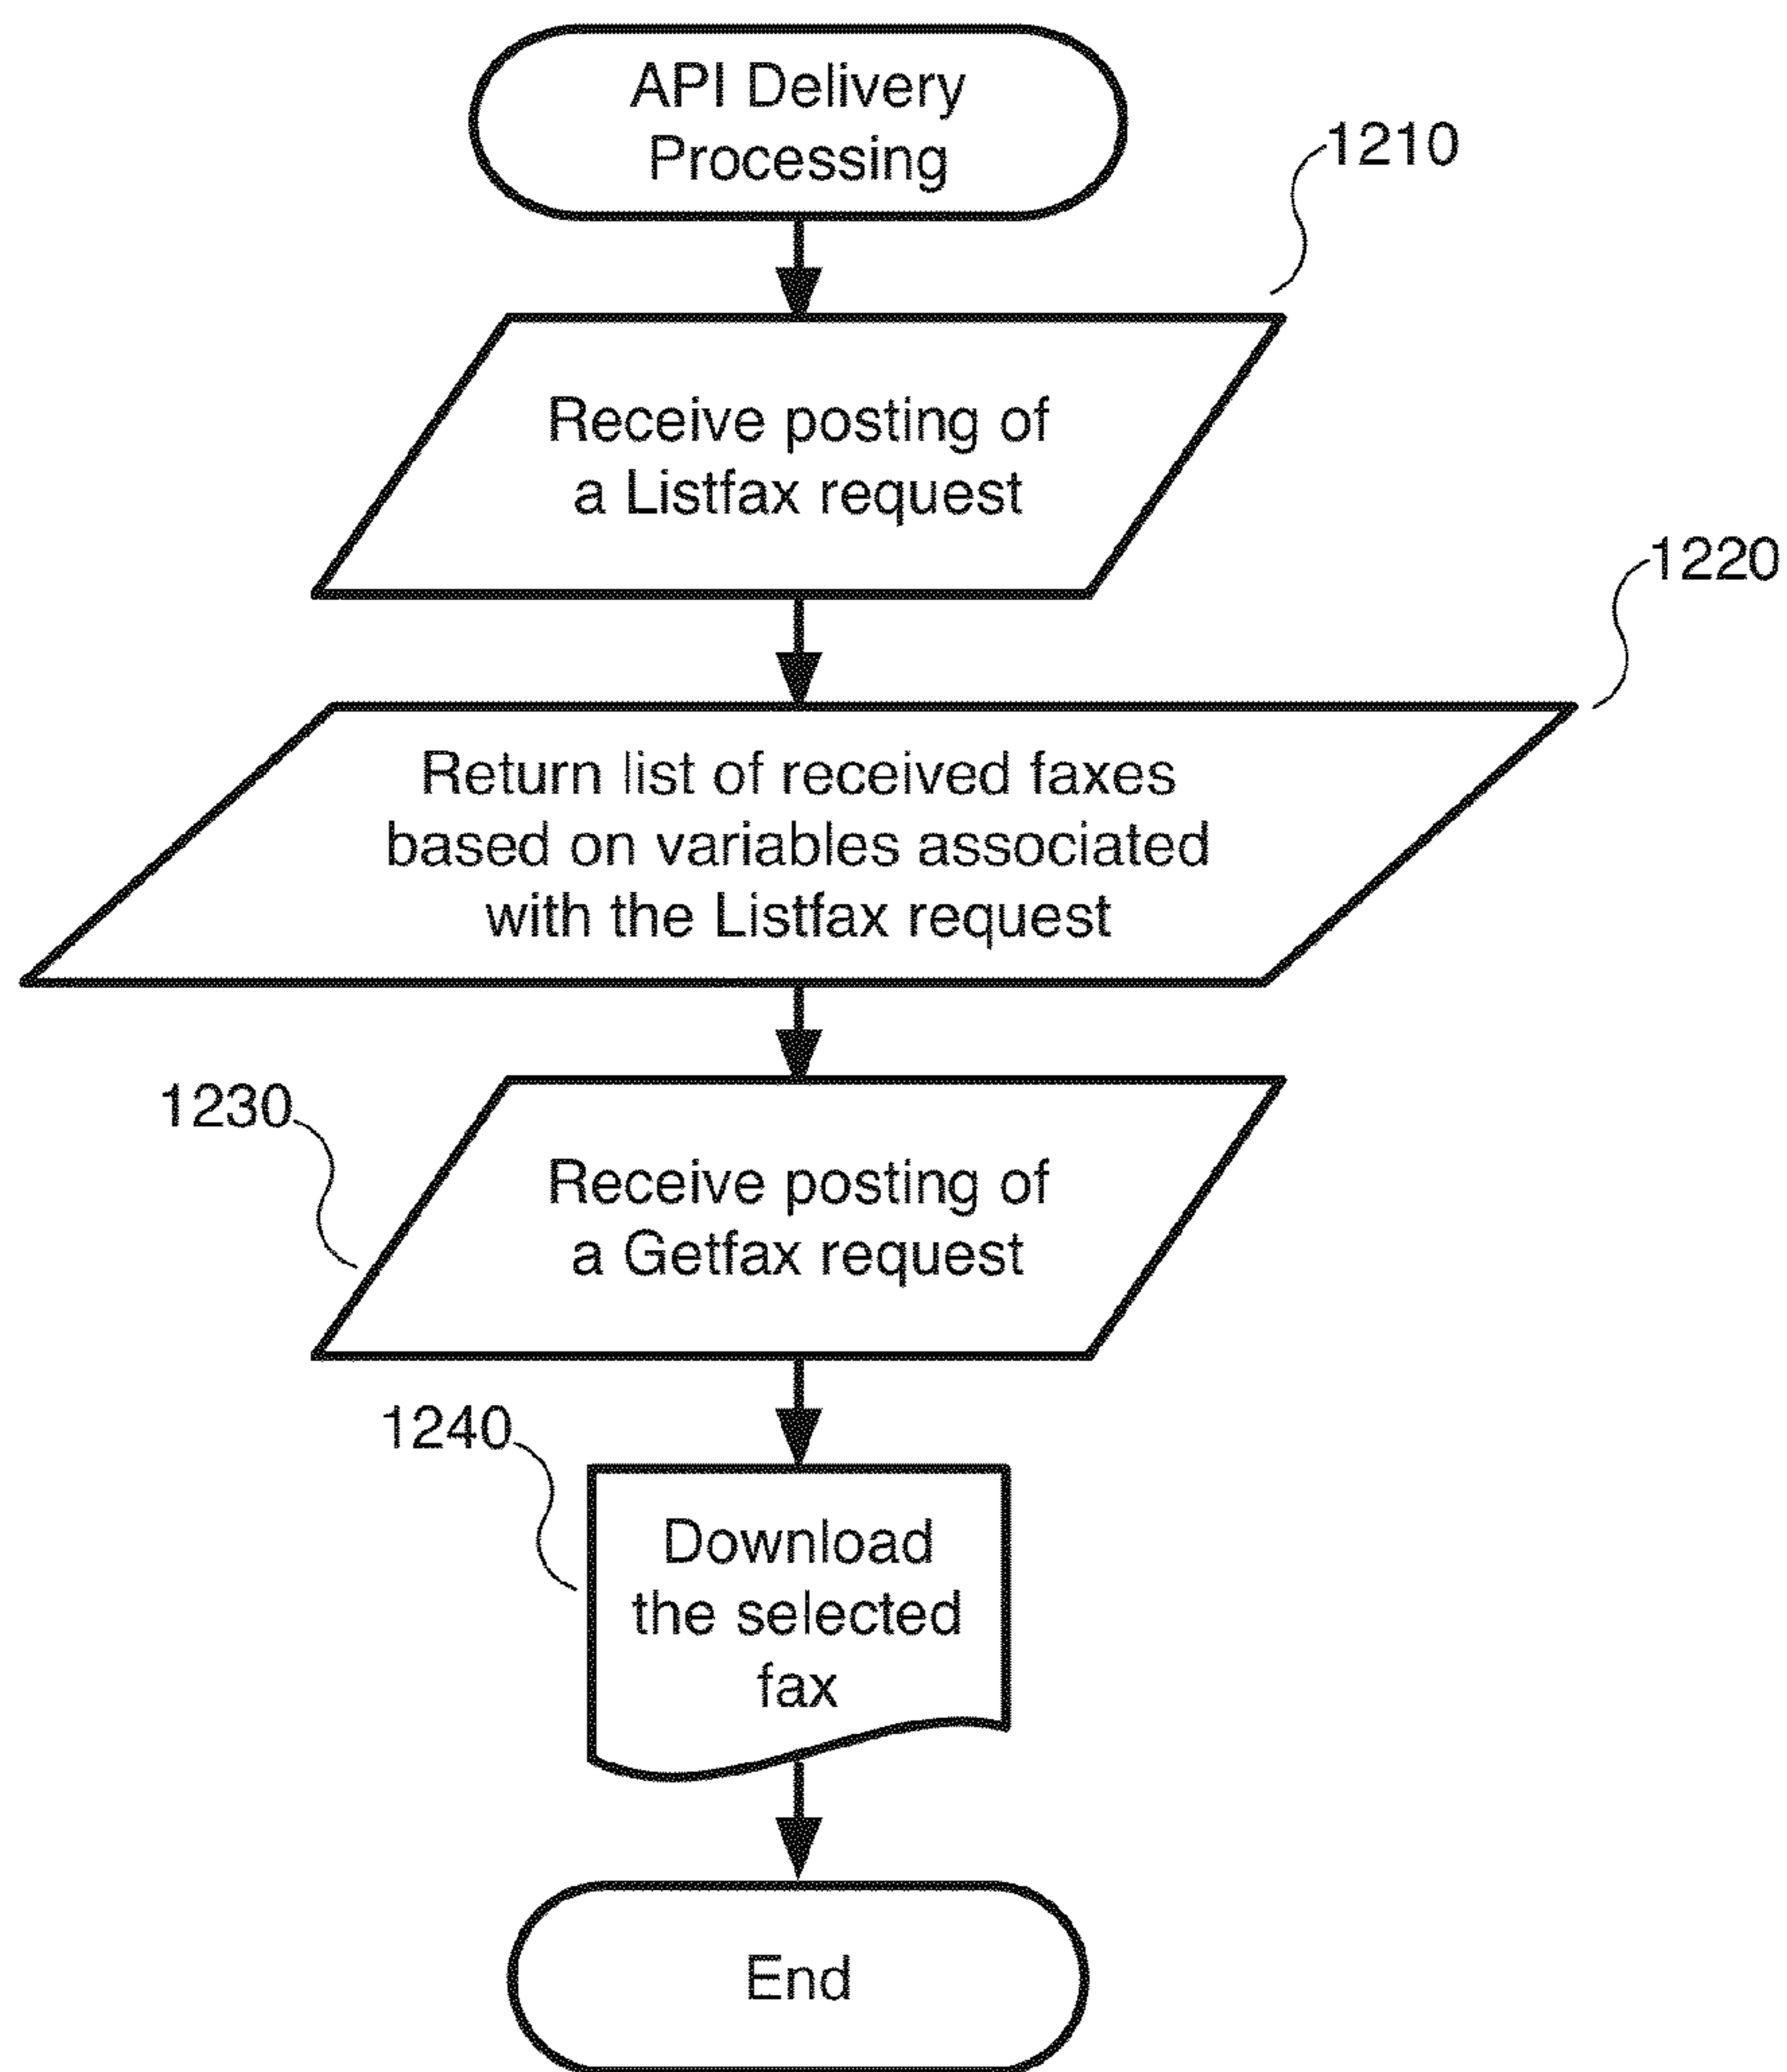 API Delivery
Processing
1210
Receive posting of
a Listfax request
1220
Return list of received faxes
based on variables associated
with the Listfax request
1230
Receive posting of
a Getfax request
1240
Download
the selected
fax
End